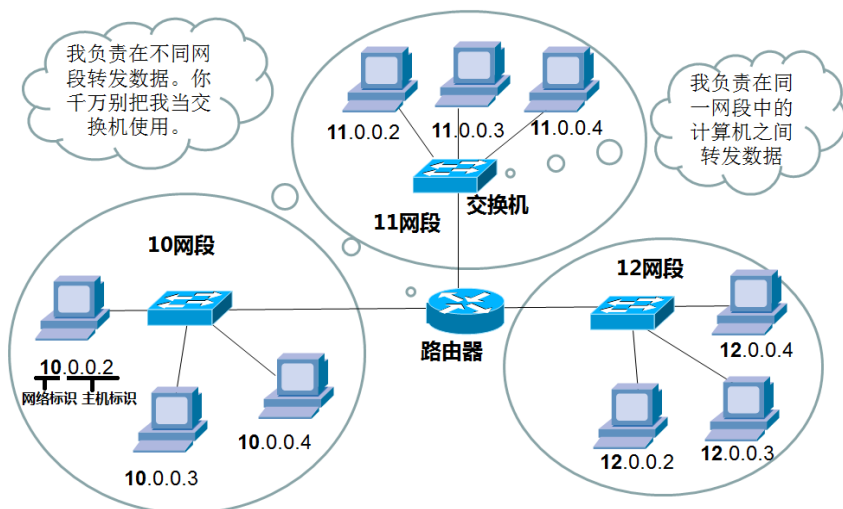 我负责在不同网
段转发数据。你
千万别把我当交
换机使用。
我负责在同
一网段中的
计算机之间
转发数据
11.0.0.2
11.0.0.3
11.0.0.4
交换机
11网段
10网段
12网段
路由器
10.0.0.2
网络标识 主机标识
10.0.0.3
10.0.0.4
12.0.0.4
12.0.0.2
12.0.0.3